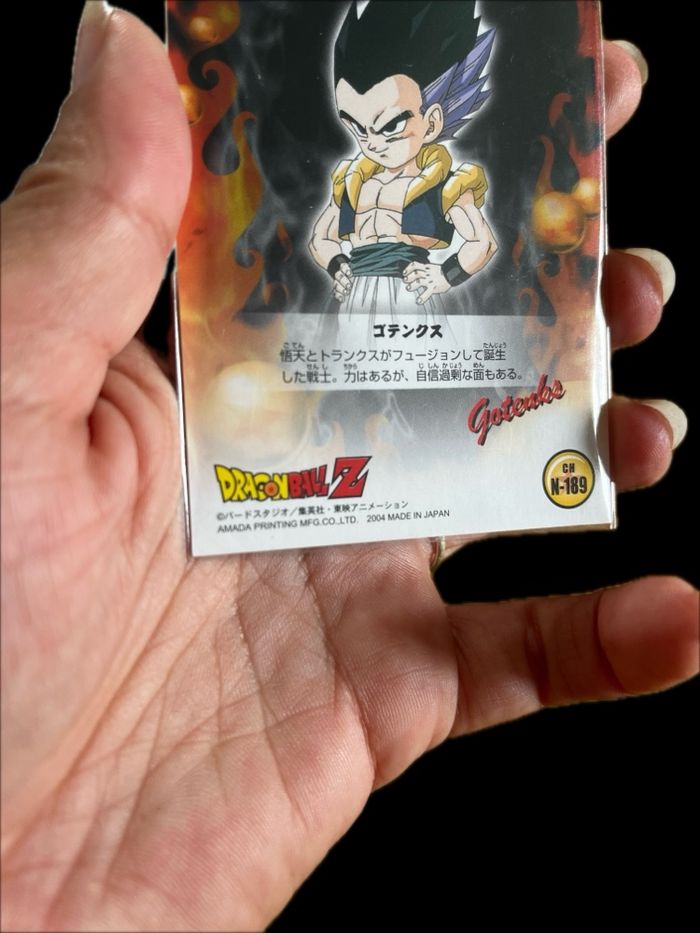 ゴテンクス
悟天とトランクスがフュージョンして誕生
した戦士。力はあるが、自信過剰な面もある。
Gotenks
DRAGONBALL Z
CH
N-189
©バードスタジオ／集英社・東映アニメーション
AMADA PRINTING MFG.CO.,LTD. 2004 MADE IN JAPAN